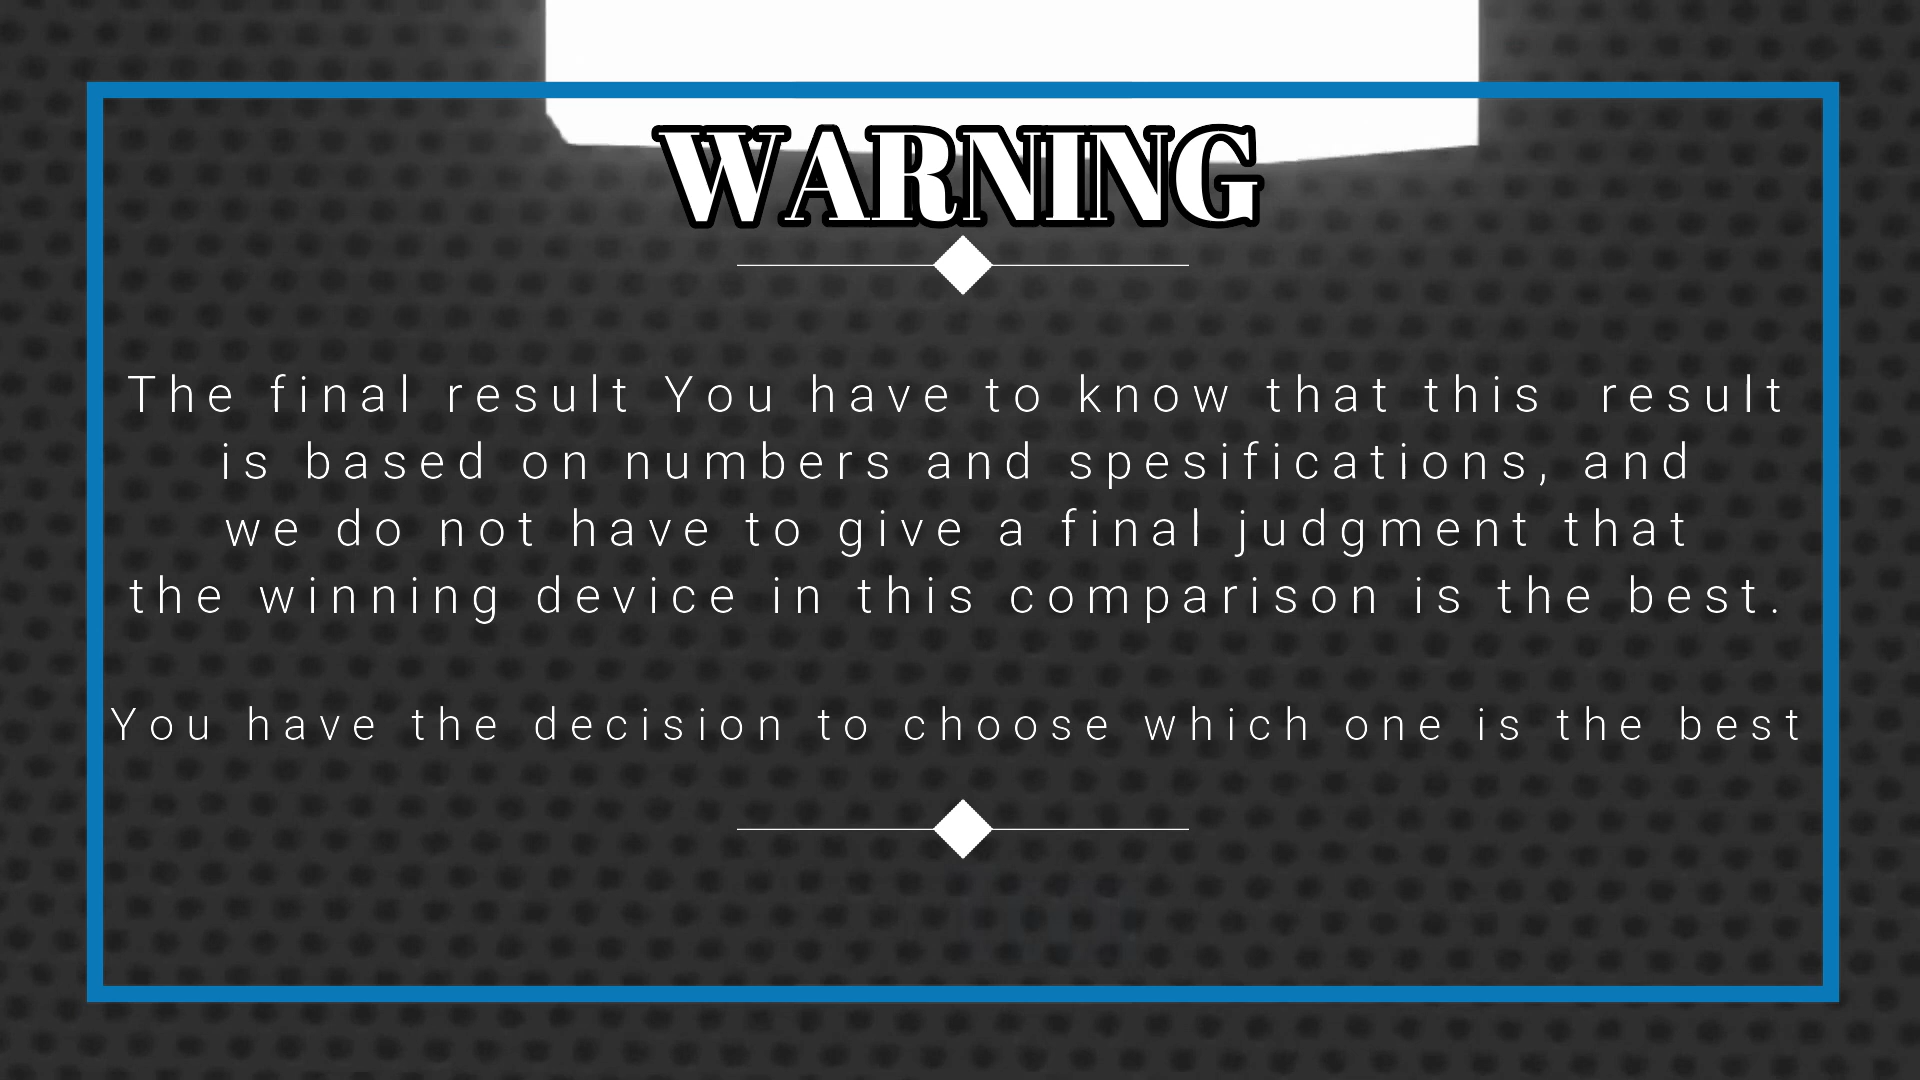 WARNING
The final result You have to know that this result
is based on numbers and spesifications, and
we do not have to give a final judgment that
the winning device in this comparison is the best.
You have the decision to choose which one is the best